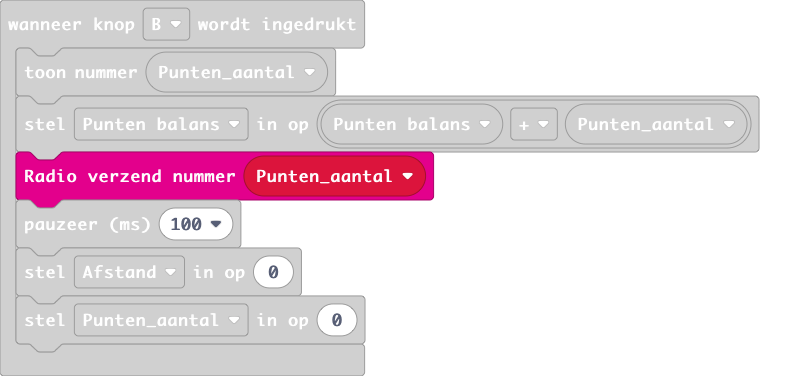 wanneer knop B wordt ingedrukt
toon nummer Punten_aantal
stel Punten balans in op Punten balans + Punten_aantal
Radio verzend nummer Punten_aantal
pauzeer (ms) 100
stel Afstand in op 0
stel Punten_aantal in op 0